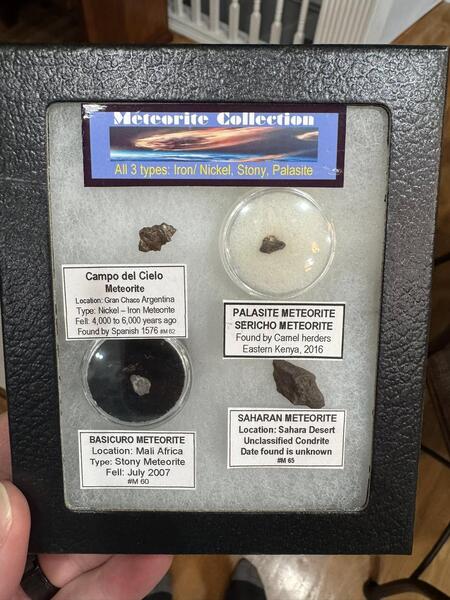 Meteorite Collection
All 3 types: Iron/ Nickel, Stony, Palasite
Campo del Cielo
Meteorite
Location: Gran Chaco Argentina
Type: Nickel – Iron Meteorite
Fell: 4,000 to 6,000 years ago
Found by Spanish 1576 #M 62
PALASITE METEORITE
SERICHO METEORITE
Found by Camel herders
Eastern Kenya, 2016
BASICURO METEORITE
Location: Mali Africa
Type: Stony Meteorite
Fell: July 2007
#M 60
SAHARAN METEORITE
Location: Sahara Desert
Unclassified Condrite
Date found is unknown
#M 65